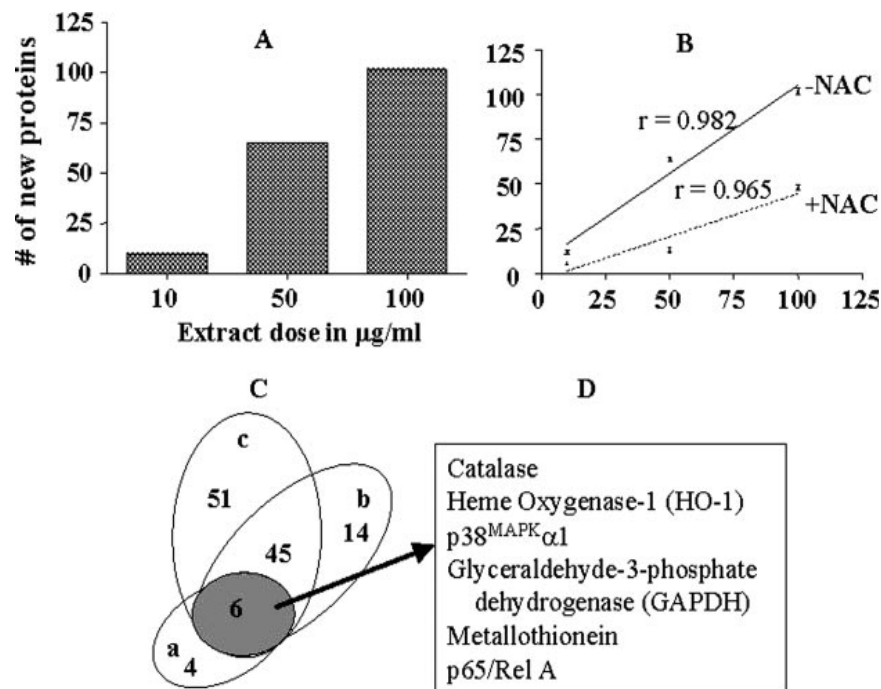 A
# of new proteins
125
100
75
50
25
0
10 50 100
Extract dose in µg/ml
B
125
100
75
50
25
0
-NAC
r = 0.982
r = 0.965
+NAC
0 25 50 75 100 125
C
c
51
b
14
45
6
a
4
D
Catalase
Heme Oxygenase-1 (HO-1)
p38ᴹᴬᴾᴷα1
Glyceraldehyde-3-phosphate
dehydrogenase (GAPDH)
Metallothionein
p65/Rel A